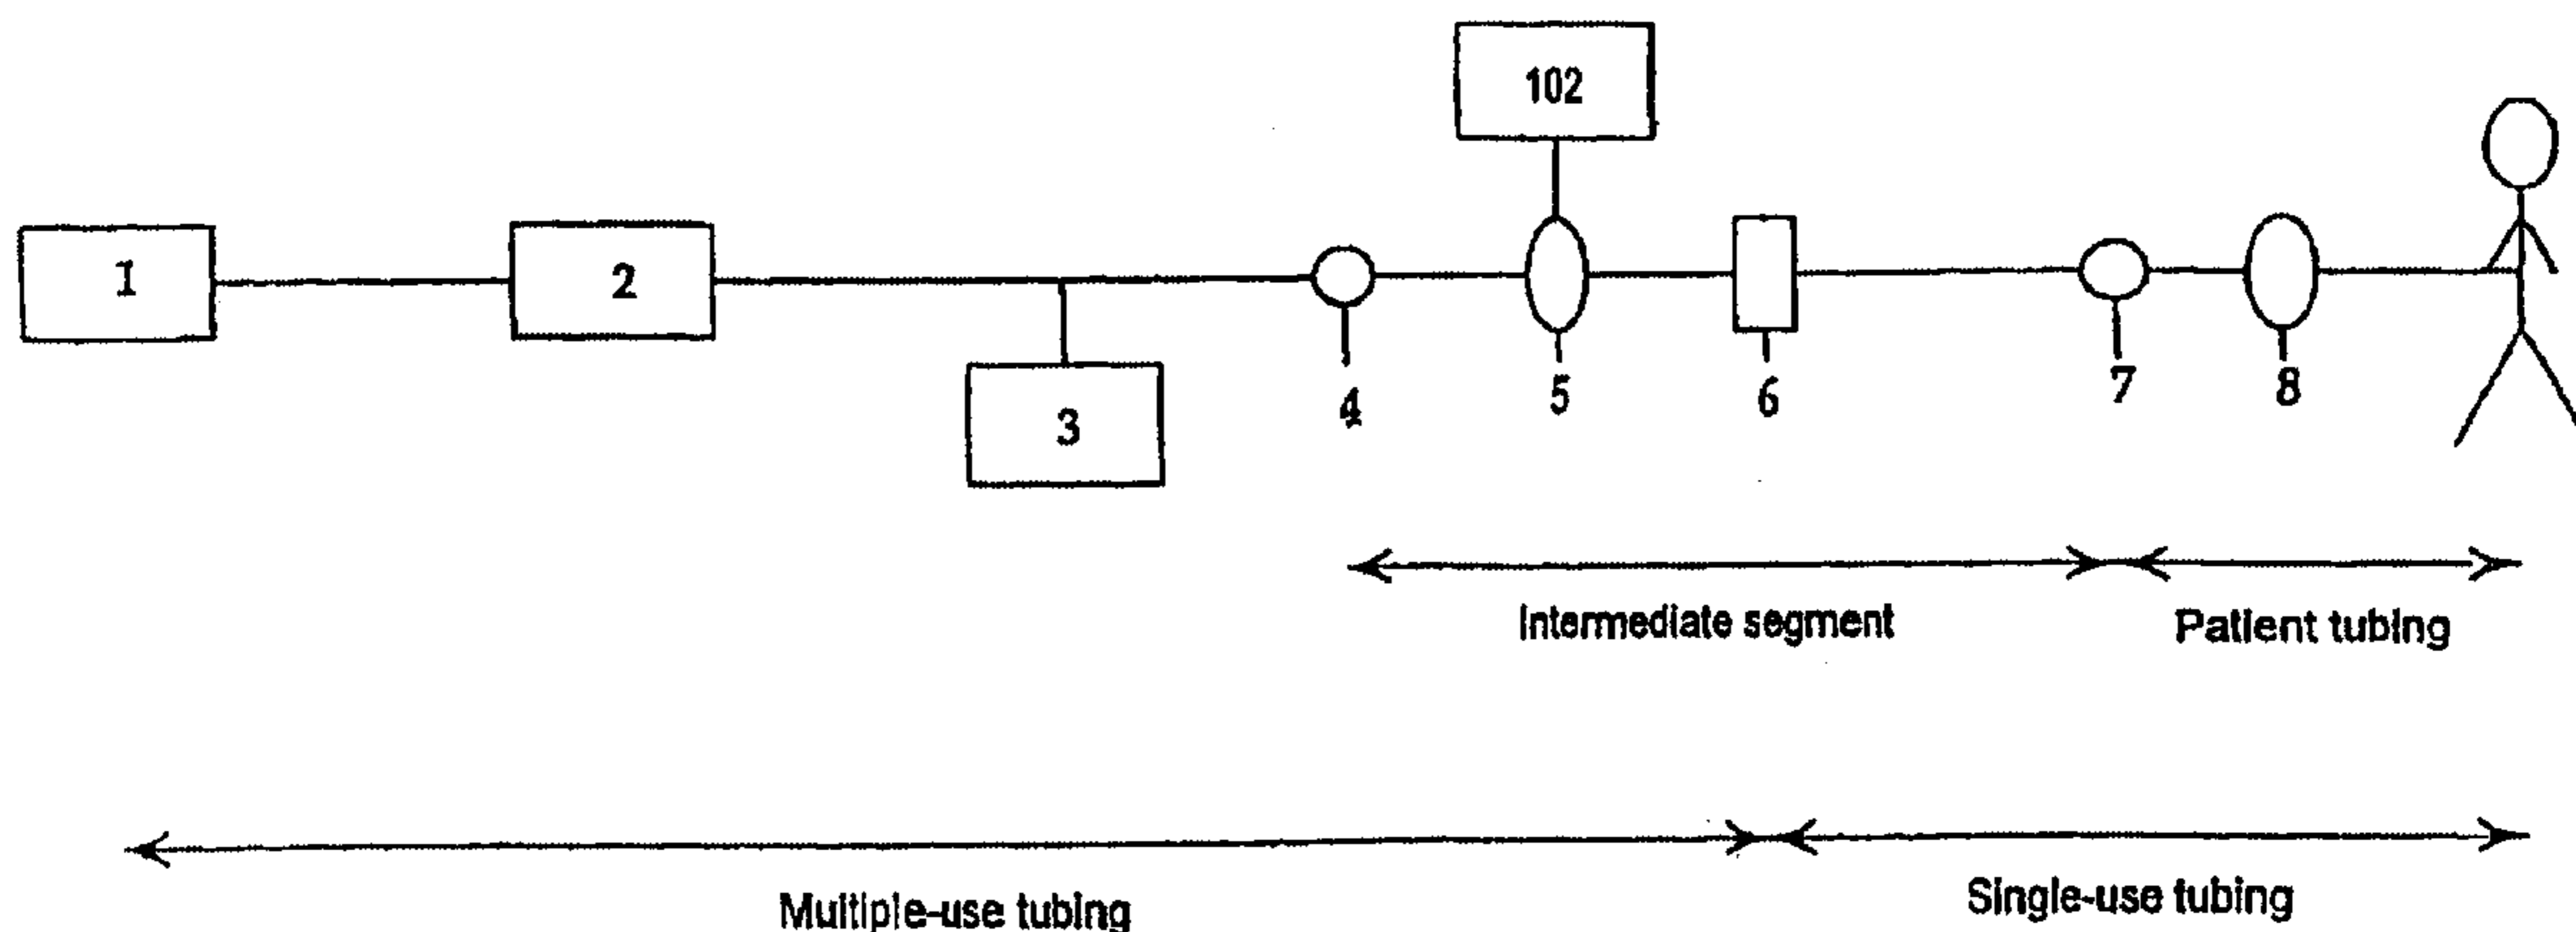 102
1
2
3
4
5
6
7
8
Intermediate segment
Patient tubing
Multiple-use tubing
Single-use tubing